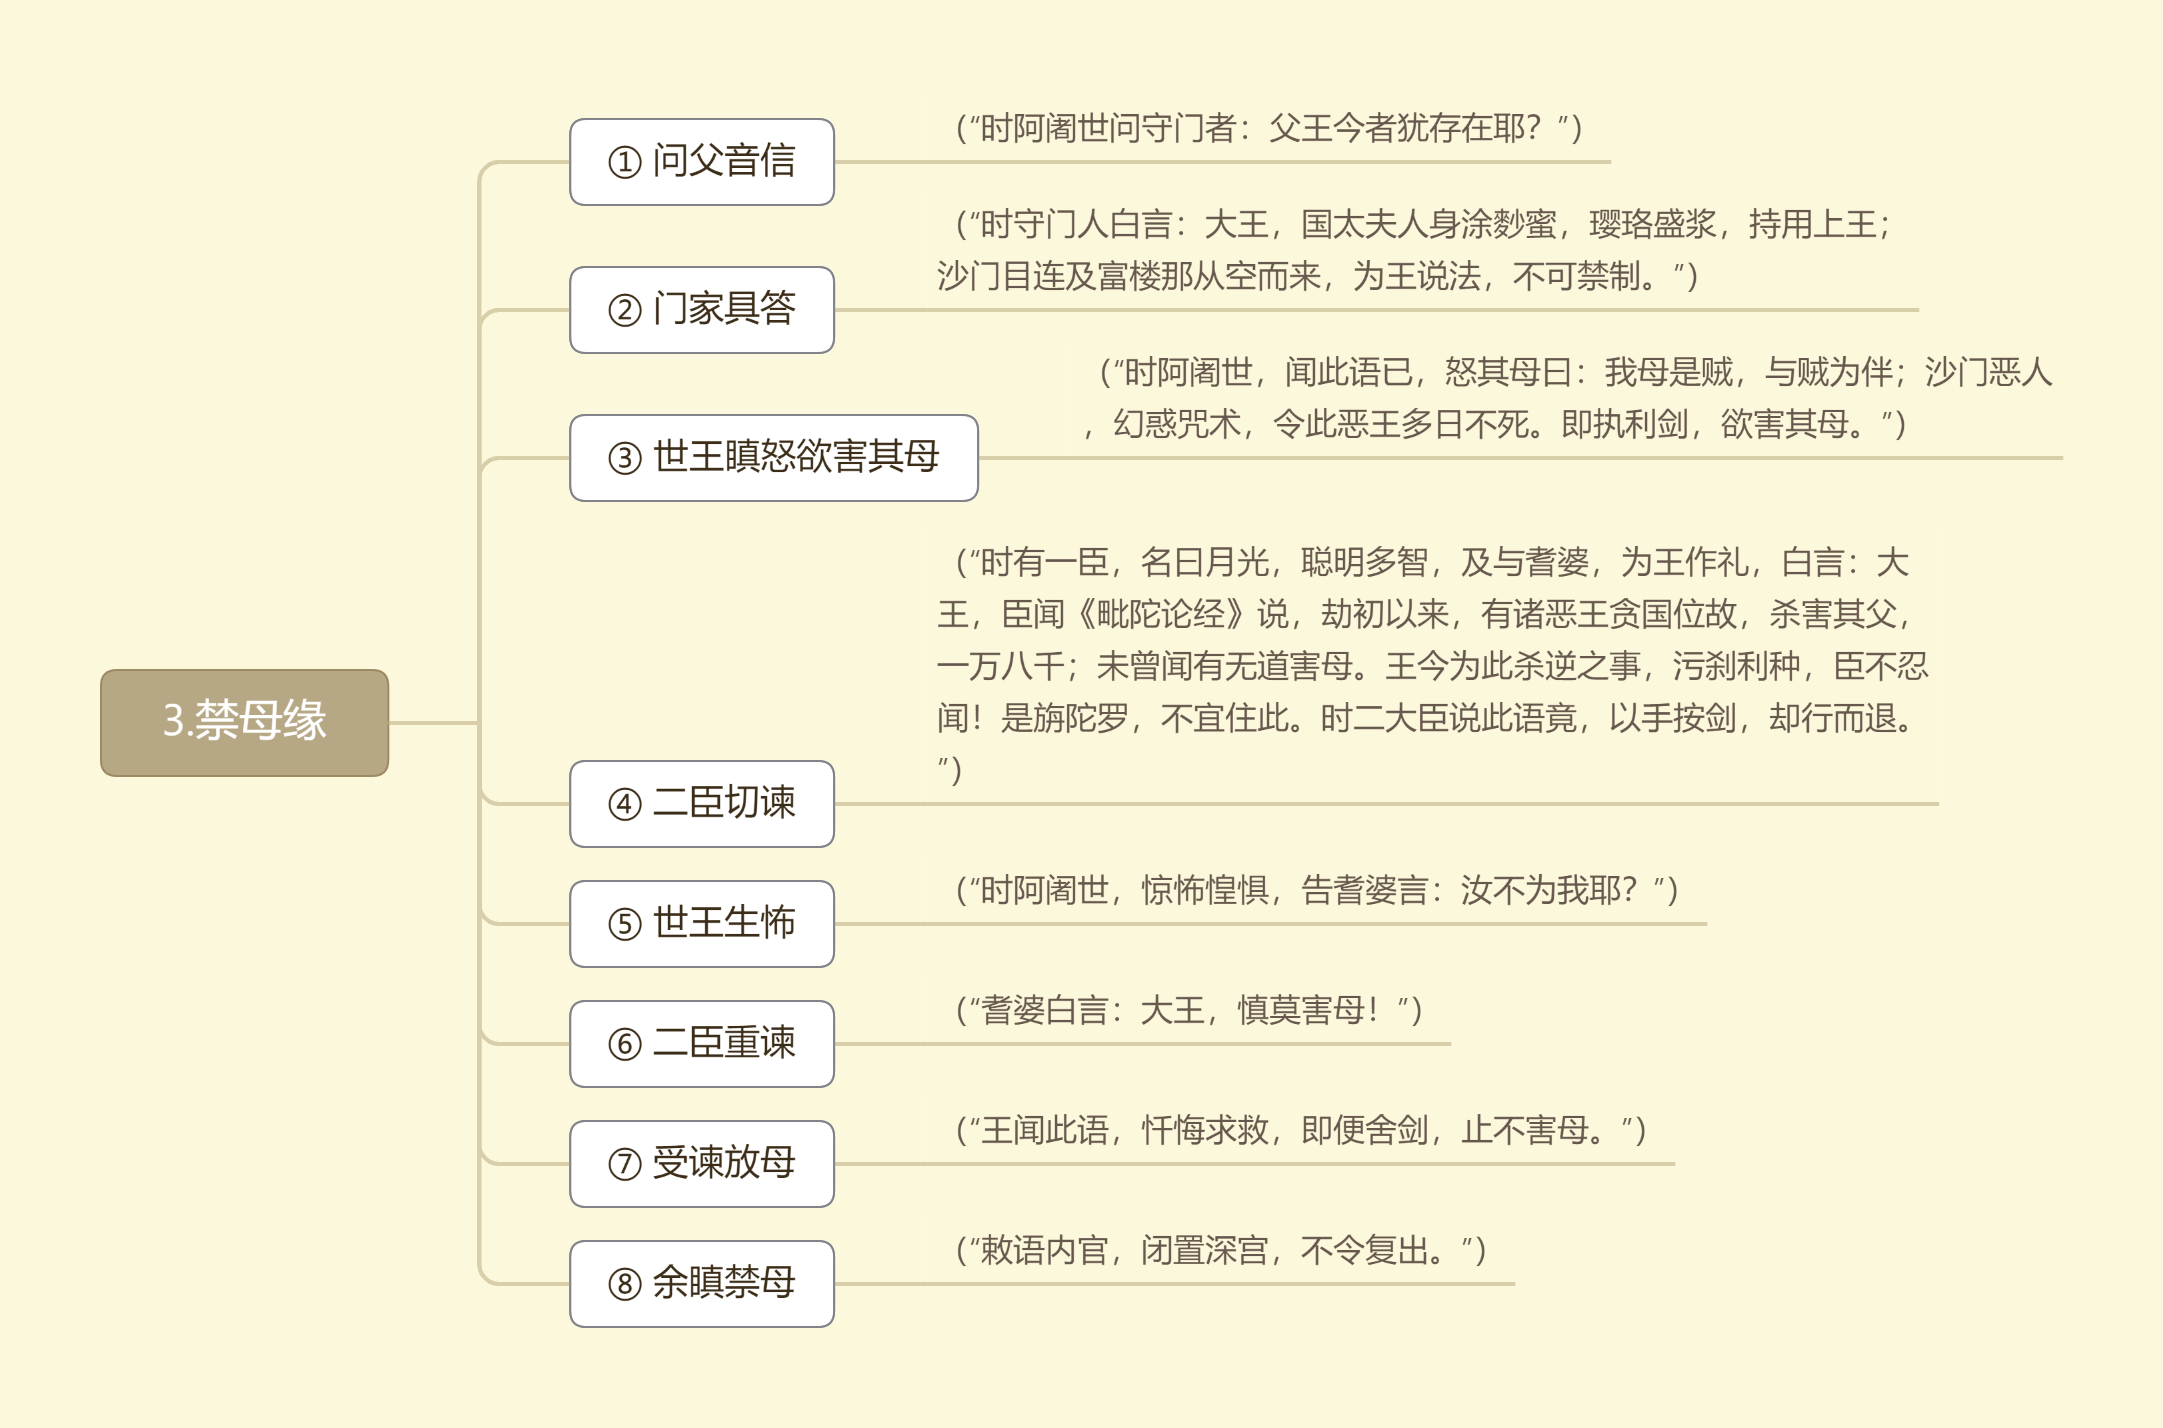 3.禁母缘
① 问父音信
（“时阿阇世问守门者：父王今者犹存在耶？”）
② 门家具答
（“时守门人白言：大王，国太夫人身涂麨蜜，璎珞盛浆，持用上王；
沙门目连及富楼那从空而来，为王说法，不可禁制。”）
③ 世王瞋怒欲害其母
（“时阿阇世，闻此语已，怒其母曰：我母是贼，与贼为伴；沙门恶人
，幻惑咒术，令此恶王多日不死。即执利剑，欲害其母。”）
④ 二臣切谏
（“时有一臣，名曰月光，聪明多智，及与耆婆，为王作礼，白言：大
王，臣闻《毗陀论经》说，劫初以来，有诸恶王贪国位故，杀害其父，
一万八千；未曾闻有无道害母。王今为此杀逆之事，污刹利种，臣不忍
闻！是旃陀罗，不宜住此。时二大臣说此语竟，以手按剑，却行而退。
”）
⑤ 世王生怖
（“时阿阇世，惊怖惶惧，告耆婆言：汝不为我耶？”）
⑥ 二臣重谏
（“耆婆白言：大王，慎莫害母！”）
⑦ 受谏放母
（“王闻此语，忏悔求救，即便舍剑，止不害母。”）
⑧ 余瞋禁母
（“敕语内官，闭置深宫，不令复出。”）